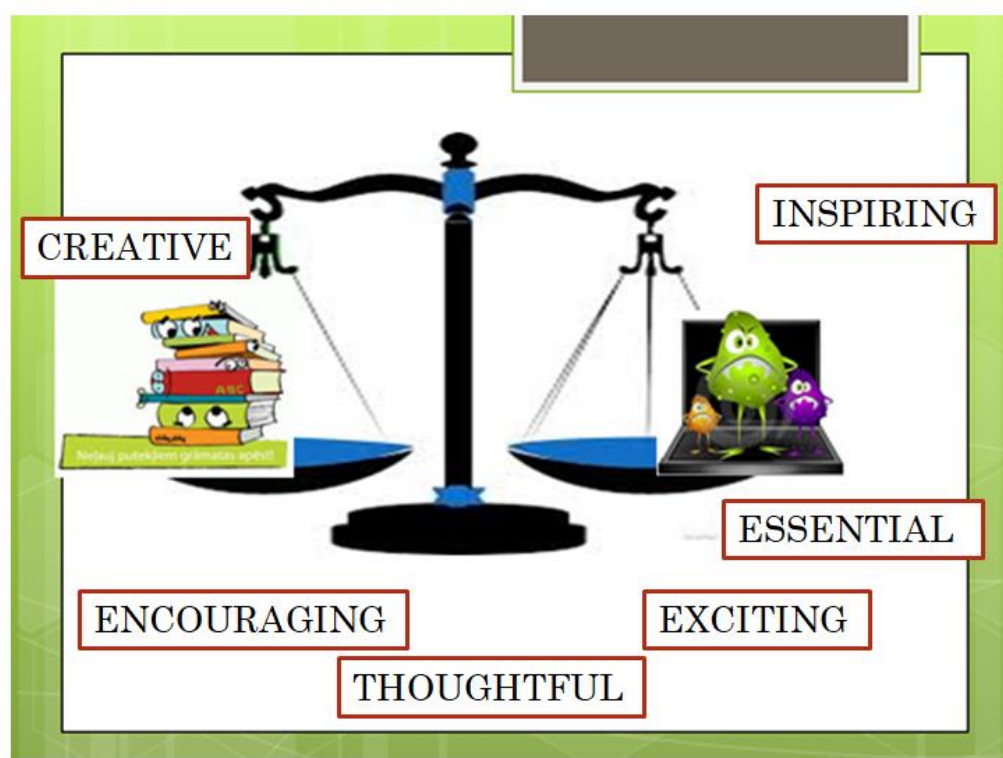 INSPIRING
CREATIVE
ABC
Neļauj putekļiem grāmatas apēst!
ESSENTIAL
ENCOURAGING
EXCITING
THOUGHTFUL